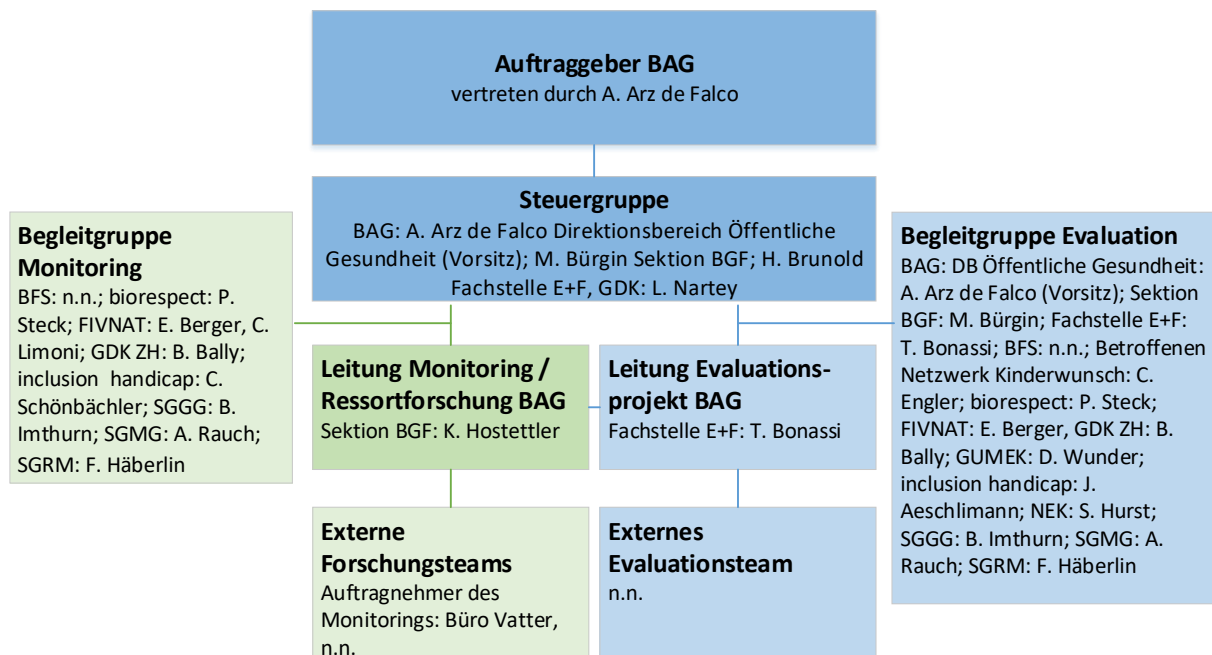 Auftraggeber BAG
vertreten durch A. Arz de Falco
Steuergruppe
BAG: A. Arz de Falco Direktionsbereich Öffentliche
Gesundheit (Vorsitz); M. Bürgin Sektion BGF; H. Brunold
Fachstelle E+F, GDK: L. Nartey
Begleitgruppe
Monitoring
BFS: n.n.; biorespect: P.
Steck; FIVNAT: E. Berger, C.
Limoni; GDK ZH: B. Bally;
inclusion handicap: C.
Schönbächler; SGGG: B.
Imthurn; SGMG: A. Rauch;
SGRM: F. Häberlin
Leitung Monitoring /
Ressortforschung BAG
Sektion BGF: K. Hostettler
Leitung Evaluations-
projekt BAG
Fachstelle E+F: T. Bonassi
Begleitgruppe Evaluation
BAG: DB Öffentliche Gesundheit:
A. Arz de Falco (Vorsitz); Sektion
BGF: M. Bürgin; Fachstelle E+F:
T. Bonassi; BFS: n.n.; Betroffenen
Netzwerk Kinderwunsch: C.
Engler; biorespect: P. Steck;
FIVNAT: E. Berger, GDK ZH: B.
Bally; GUMEK: D. Wunder;
inclusion handicap: J.
Aeschlimann; NEK: S. Hurst;
SGGG: B. Imthurn; SGMG: A.
Rauch; SGRM: F. Häberlin
Externe
Forschungsteams
Auftragnehmer des
Monitorings: Büro Vatter,
n.n.
Externes
Evaluationsteam
n.n.